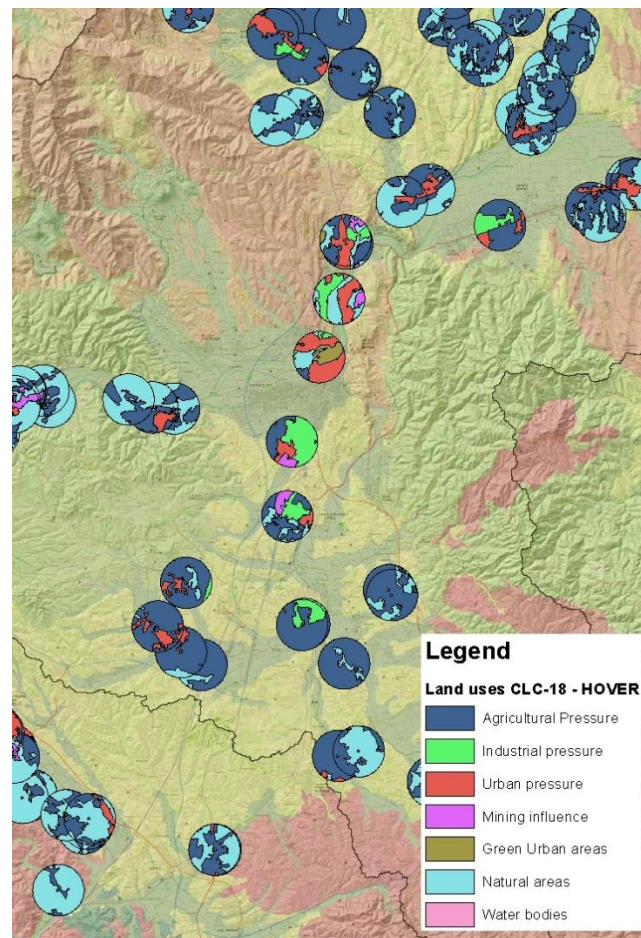 Legend
Land uses CLC-18 - HOVER
Agricultural Pressure
Industrial pressure
Urban pressure
Mining influence
Green Urban areas
Natural areas
Water bodies